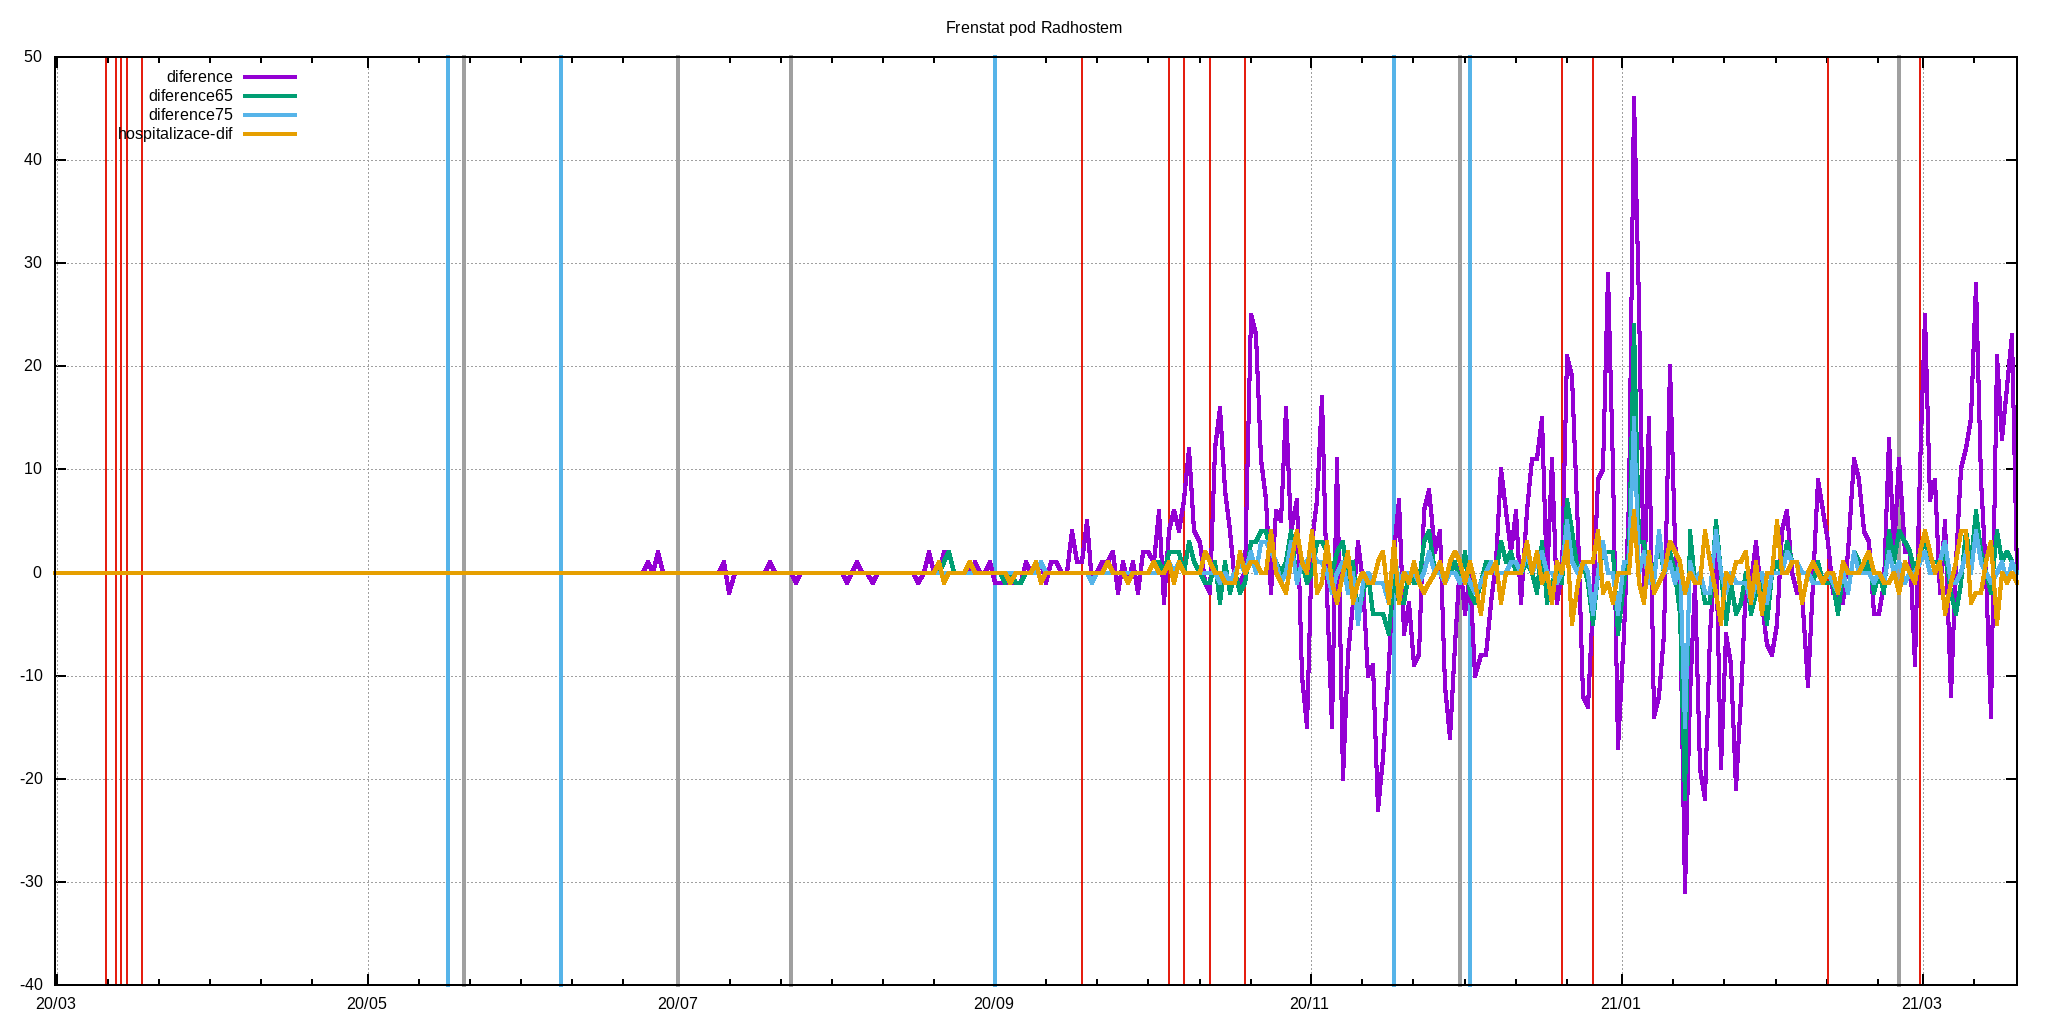 Frenstat pod Radhostem
50
40
30
20
10
0
-10
-20
-30
-40
diference
diference65
diference75
hospitalizace-dif
20/03 20/05 20/07 20/09 20/11 21/01 21/03